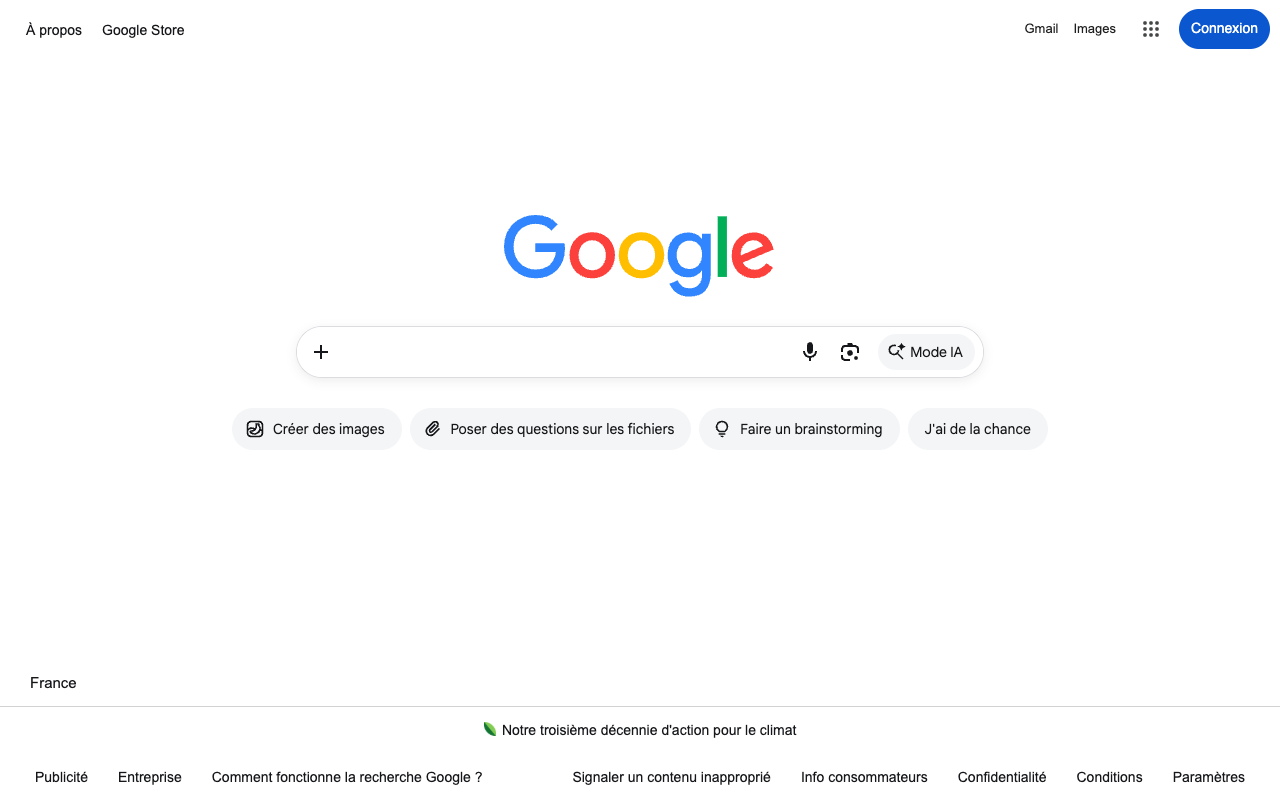 À propos Google Store Gmail Images Connexion
Google
Mode IA
Créer des images Poser des questions sur les fichiers Faire un brainstorming J'ai de la chance
France
Notre troisième décennie d'action pour le climat
Publicité Entreprise Comment fonctionne la recherche Google ? Signaler un contenu inapproprié Info consommateurs Confidentialité Conditions Paramètres